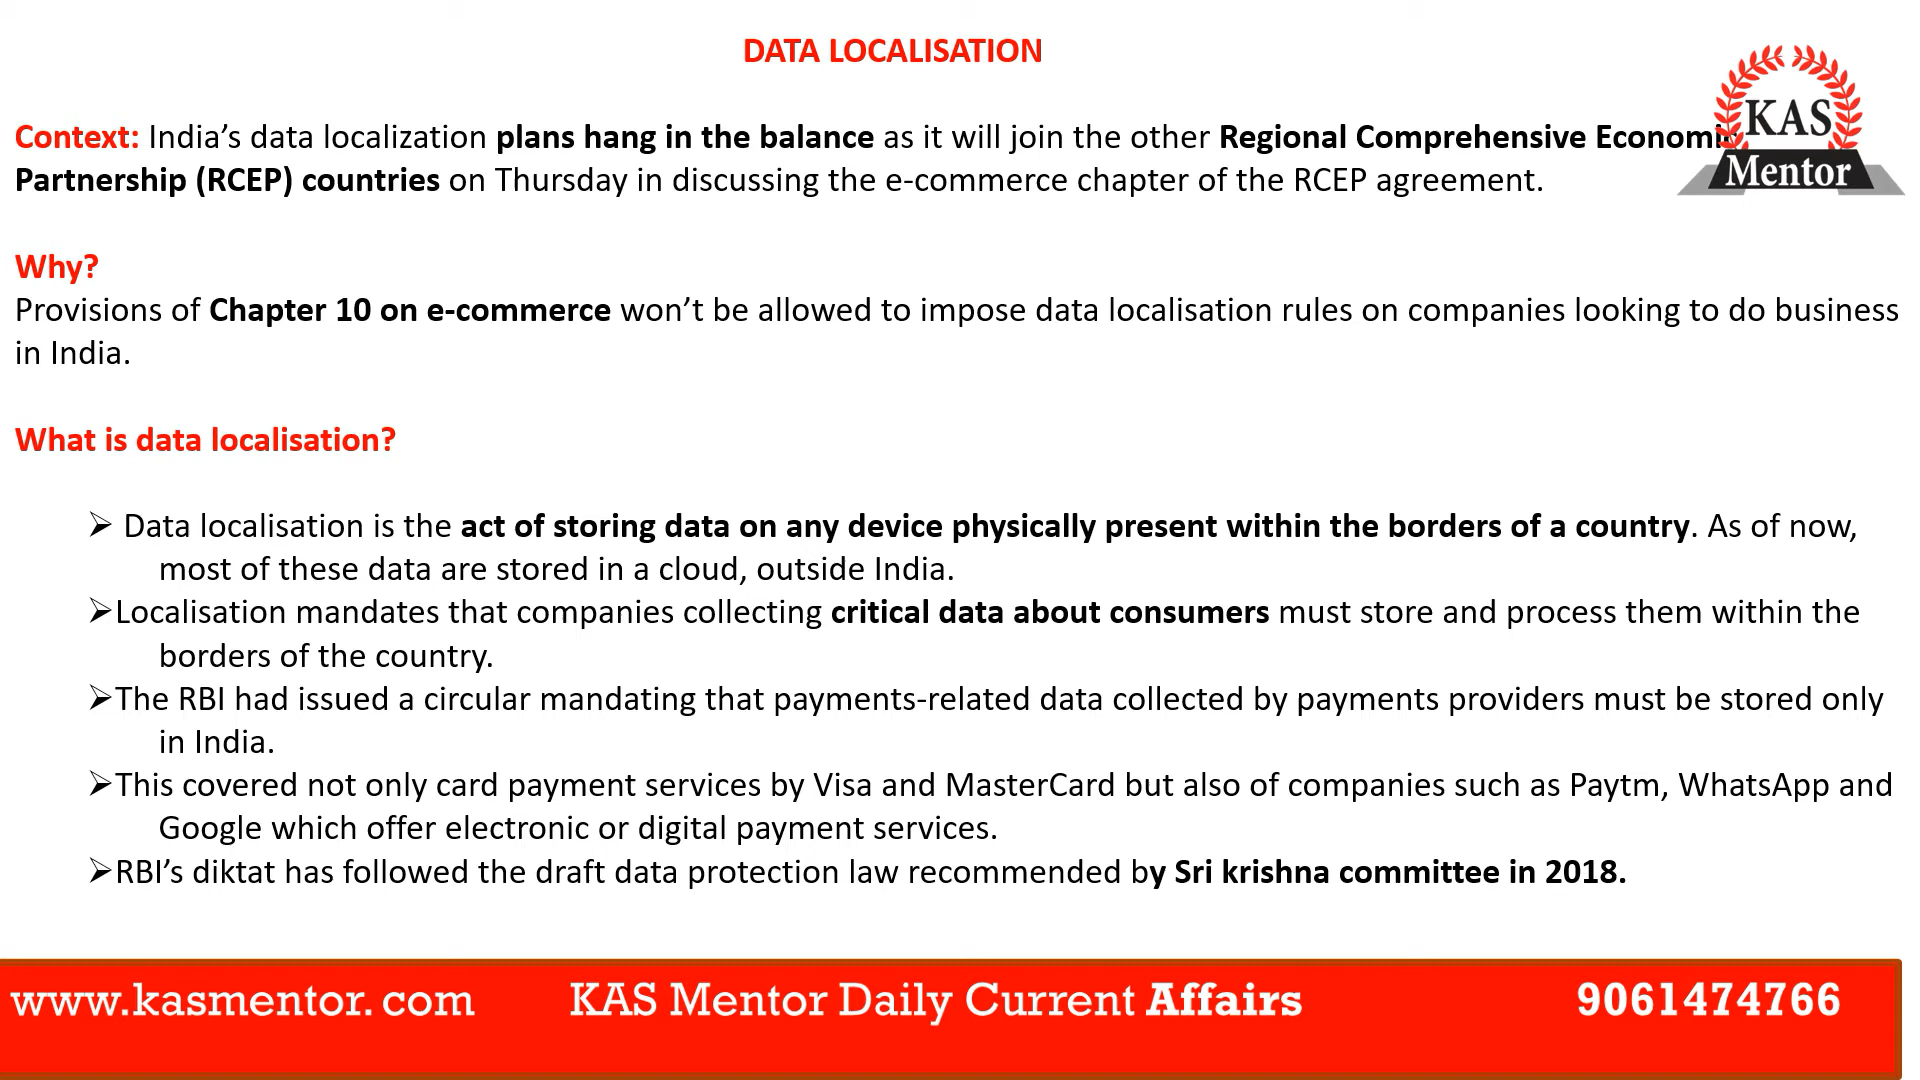 DATA LOCALISATION
Context: India’s data localization plans hang in the balance as it will join the other Regional Comprehensive Economic
Partnership (RCEP) countries on Thursday in discussing the e-commerce chapter of the RCEP agreement.
KAS
Mentor
Why?
Provisions of Chapter 10 on e-commerce won’t be allowed to impose data localisation rules on companies looking to do business
in India.
What is data localisation?
➢ Data localisation is the act of storing data on any device physically present within the borders of a country. As of now,
most of these data are stored in a cloud, outside India.
➢Localisation mandates that companies collecting critical data about consumers must store and process them within the
borders of the country.
➢The RBI had issued a circular mandating that payments-related data collected by payments providers must be stored only
in India.
➢This covered not only card payment services by Visa and MasterCard but also of companies such as Paytm, WhatsApp and
Google which offer electronic or digital payment services.
➢RBI’s diktat has followed the draft data protection law recommended by Sri krishna committee in 2018.
www.kasmentor. com KAS Mentor Daily Current Affairs 9061474766